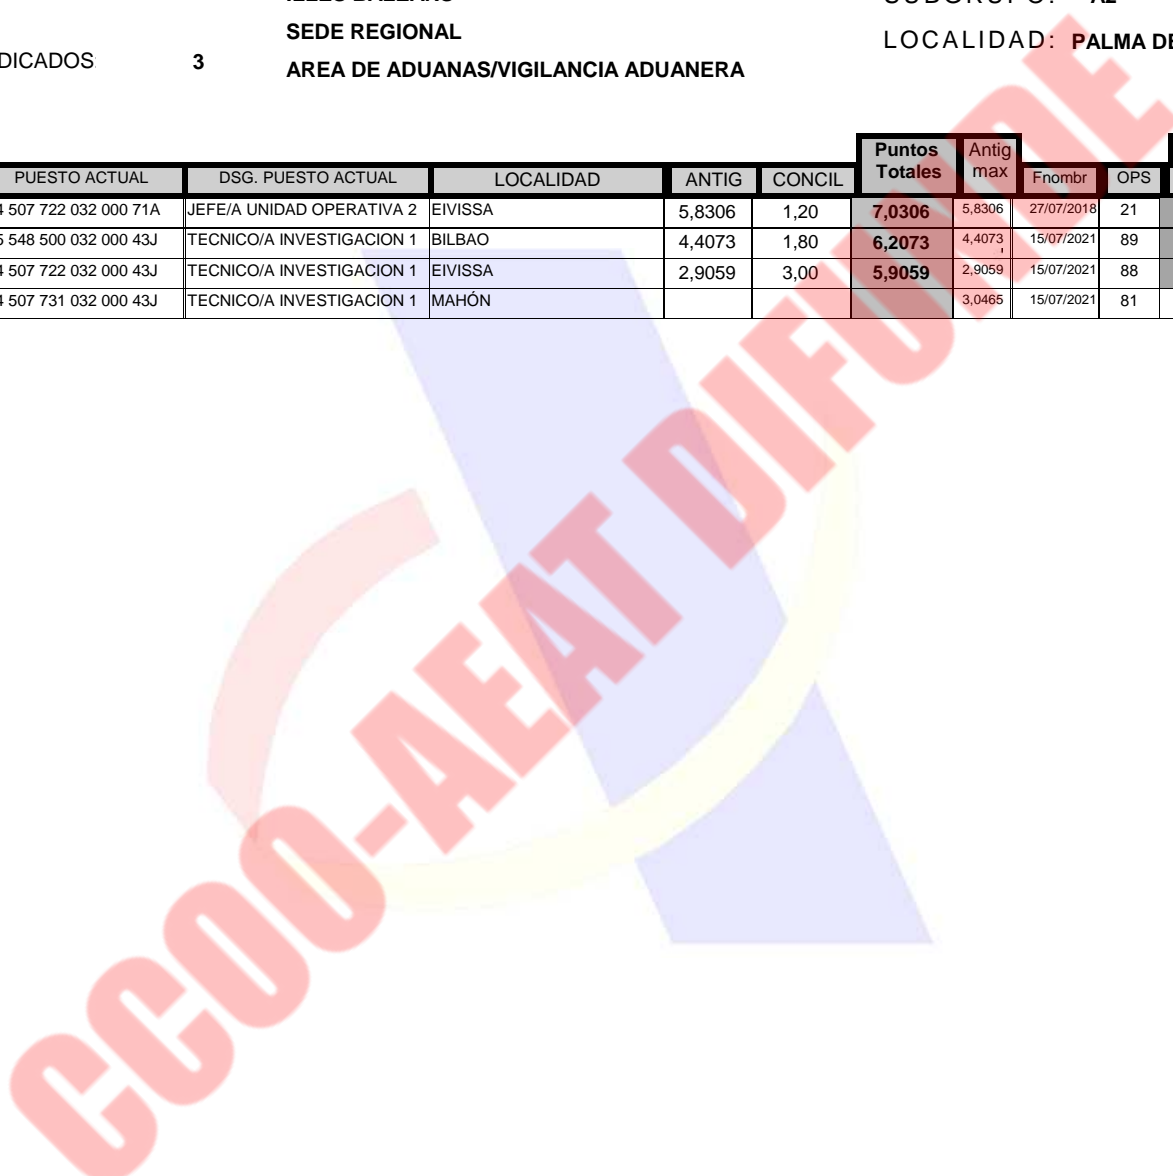 SEDE REGIONAL
LOCALIDAD: PALMA DE
DICADOS 3
AREA DE ADUANAS/VIGILANCIA ADUANERA
Puntos Totales Antig max
PUESTO ACTUAL DSG. PUESTO ACTUAL LOCALIDAD ANTIG CONCIL Fnombr OPS
507 722 032 000 71A JEFE/A UNIDAD OPERATIVA 2 EIVISSA 5,8306 1,20 7,0306 5,8306 27/07/2018 21
548 500 032 000 43J TECNICO/A INVESTIGACION 1 BILBAO 4,4073 1,80 6,2073 4,4073 15/07/2021 89
507 722 032 000 43J TECNICO/A INVESTIGACION 1 EIVISSA 2,9059 3,00 5,9059 2,9059 15/07/2021 88
507 731 032 000 43J TECNICO/A INVESTIGACION 1 MAHÓN 3,0465 15/07/2021 81
CCOO-AEAT DIFUNDE